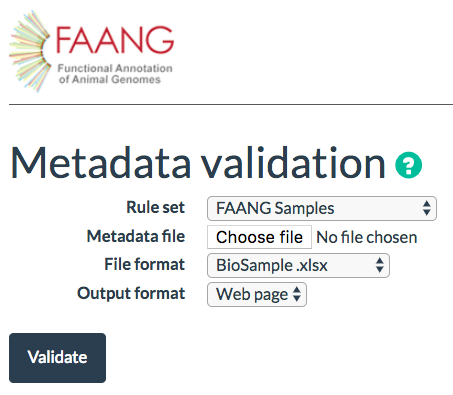 FAANG
Functional Annotation
of Animal Genomes
Metadata validation ?
Rule set FAANG Samples
Metadata file Choose file No file chosen
File format BioSample .xlsx
Output format Web page
Validate